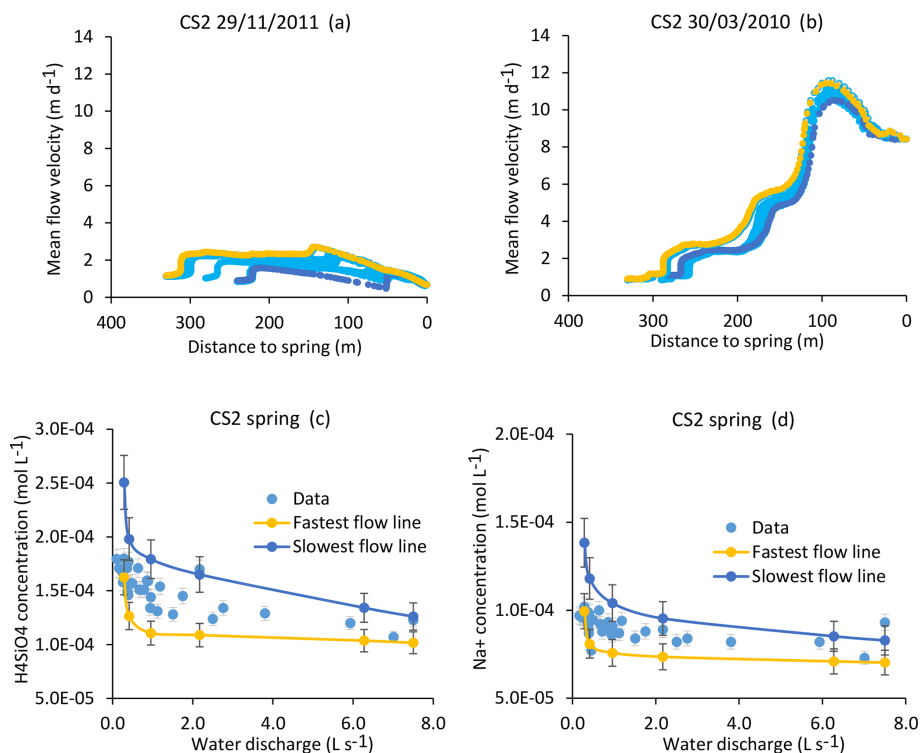 CS2 29/11/2011 (a)
Mean flow velocity (m d⁻¹)
14
12
10
8
6
4
2
0
400 300 200 100 0
Distance to spring (m)
CS2 30/03/2010 (b)
Mean flow velocity (m d⁻¹)
14
12
10
8
6
4
2
0
400 300 200 100 0
Distance to spring (m)
CS2 spring (c)
H4SiO4 concentration (mol L⁻¹)
3.0E-04
2.5E-04
2.0E-04
1.5E-04
1.0E-04
5.0E-05
Data
Fastest flow line
Slowest flow line
0.0 2.0 4.0 6.0 8.0
Water discharge (L s⁻¹)
CS2 spring (d)
Na+ concentration (mol L⁻¹)
2.0E-04
1.5E-04
1.0E-04
5.0E-05
Data
Fastest flow line
Slowest flow line
0.0 2.0 4.0 6.0 8.0
Water discharge (L s⁻¹)